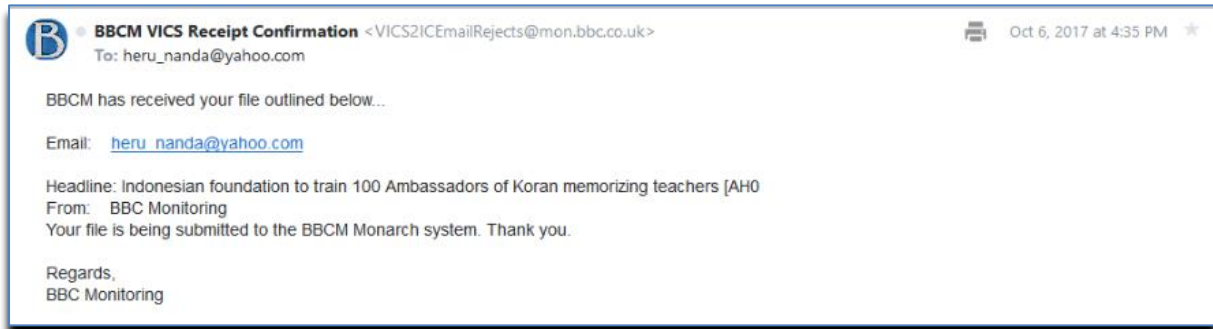 B
BBCM VICS Receipt Confirmation <VICS2ICEmailRejects@mon.bbc.co.uk>
Oct 6, 2017 at 4:35 PM
To: heru_nanda@yahoo.com
BBCM has received your file outlined below...
Email: heru_nanda@yahoo.com
Headline: Indonesian foundation to train 100 Ambassadors of Koran memorizing teachers [AH0
From: BBC Monitoring
Your file is being submitted to the BBCM Monarch system. Thank you.
Regards,
BBC Monitoring